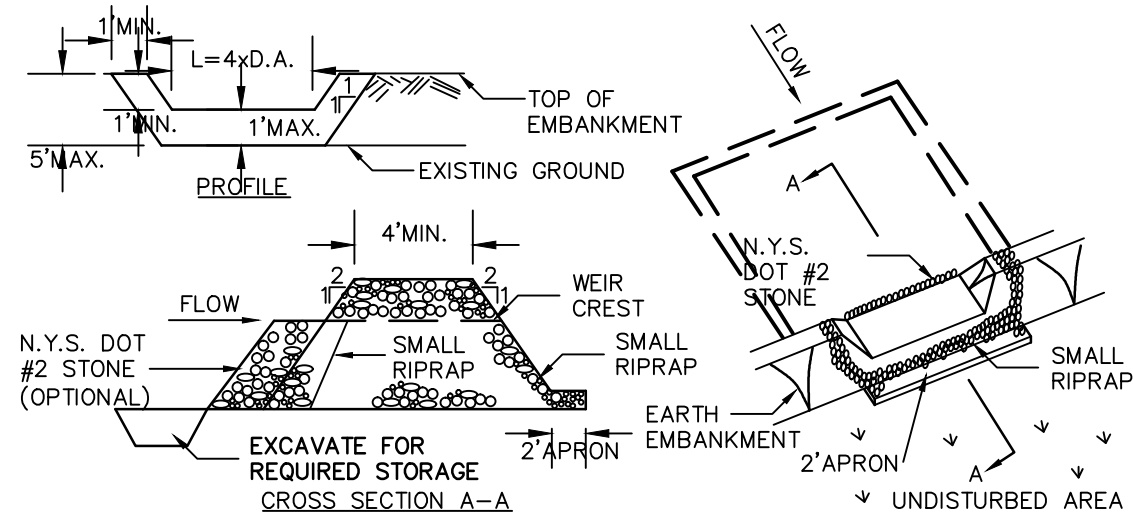 1'MIN.
L=4xD.A.
1
1
1'MIN.
1'MAX.
5'MAX.
TOP OF
EMBANKMENT
EXISTING GROUND
PROFILE
4'MIN.
2
1
2
1
FLOW
WEIR
CREST
N.Y.S. DOT
#2 STONE
(OPTIONAL)
SMALL
RIPRAP
SMALL
RIPRAP
EXCAVATE FOR
REQUIRED STORAGE
2'APRON
CROSS SECTION A-A
FLOW
A
N.Y.S.
DOT #2
STONE
SMALL
RIPRAP
EARTH
EMBANKMENT
2'APRON
A
UNDISTURBED AREA